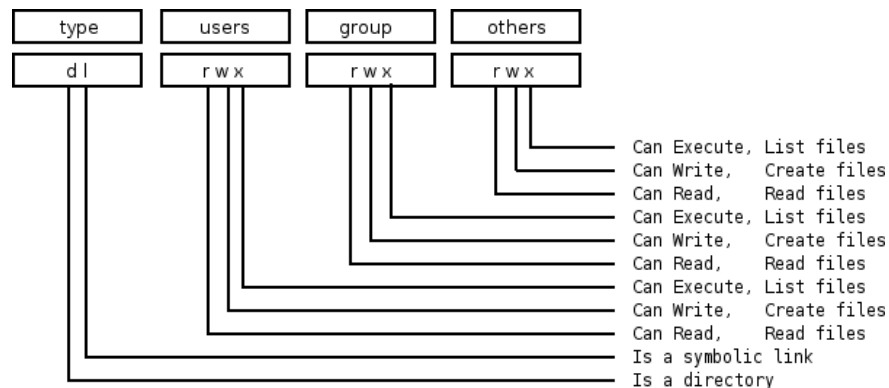 type users group others
d l r w x r w x r w x
Can Execute, List files
Can Write, Create files
Can Read, Read files
Can Execute, List files
Can Write, Create files
Can Read, Read files
Can Execute, List files
Can Write, Create files
Can Read, Read files
Is a symbolic link
Is a directory